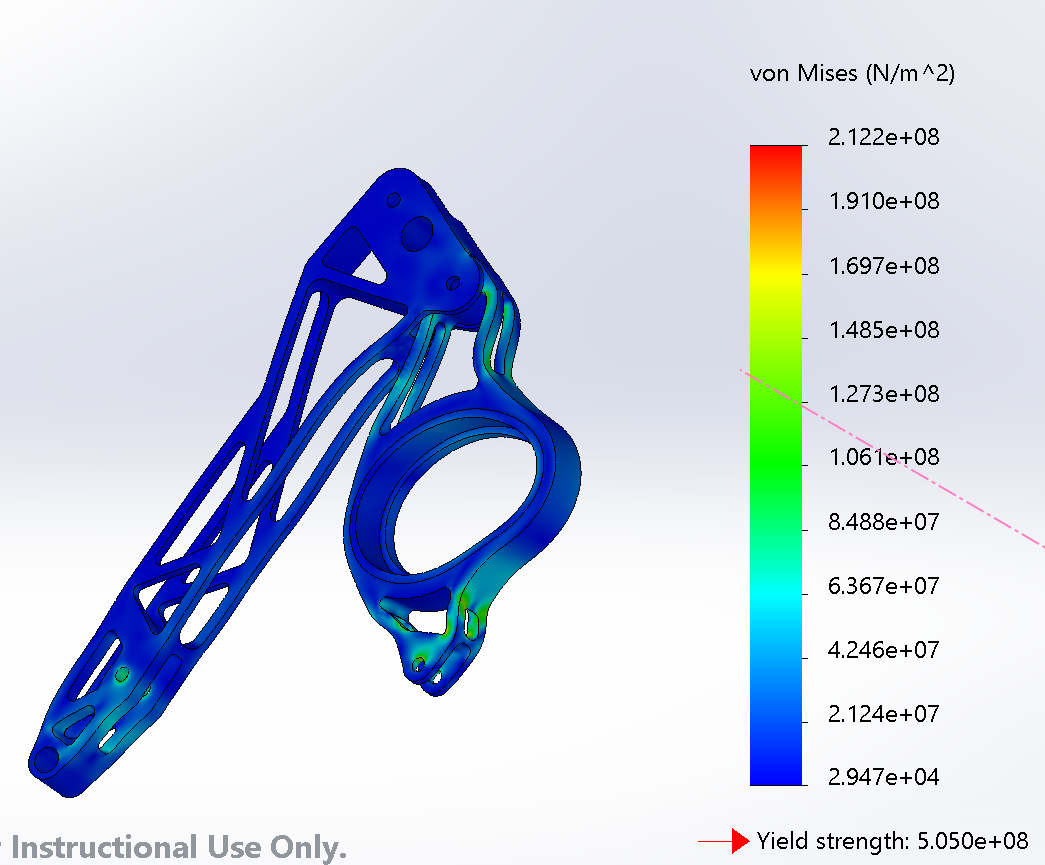 von Mises (N/m^2)
2.122e+08
1.910e+08
1.697e+08
1.485e+08
1.273e+08
1.061e+08
8.488e+07
6.367e+07
4.246e+07
2.124e+07
2.947e+04
Yield strength: 5.050e+08
Instructional Use Only.